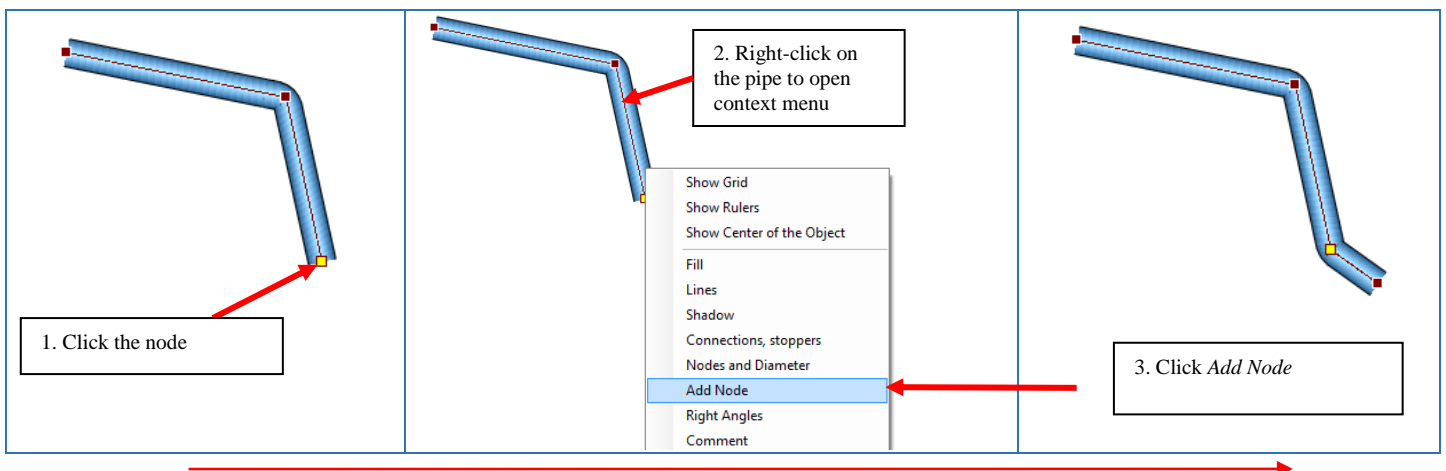 1. Click the node
2. Right-click on
the pipe to open
context menu
Show Grid
Show Rulers
Show Center of the Object
Fill
Lines
Shadow
Connections, stoppers
Nodes and Diameter
Add Node
Right Angles
Comment
3. Click Add Node